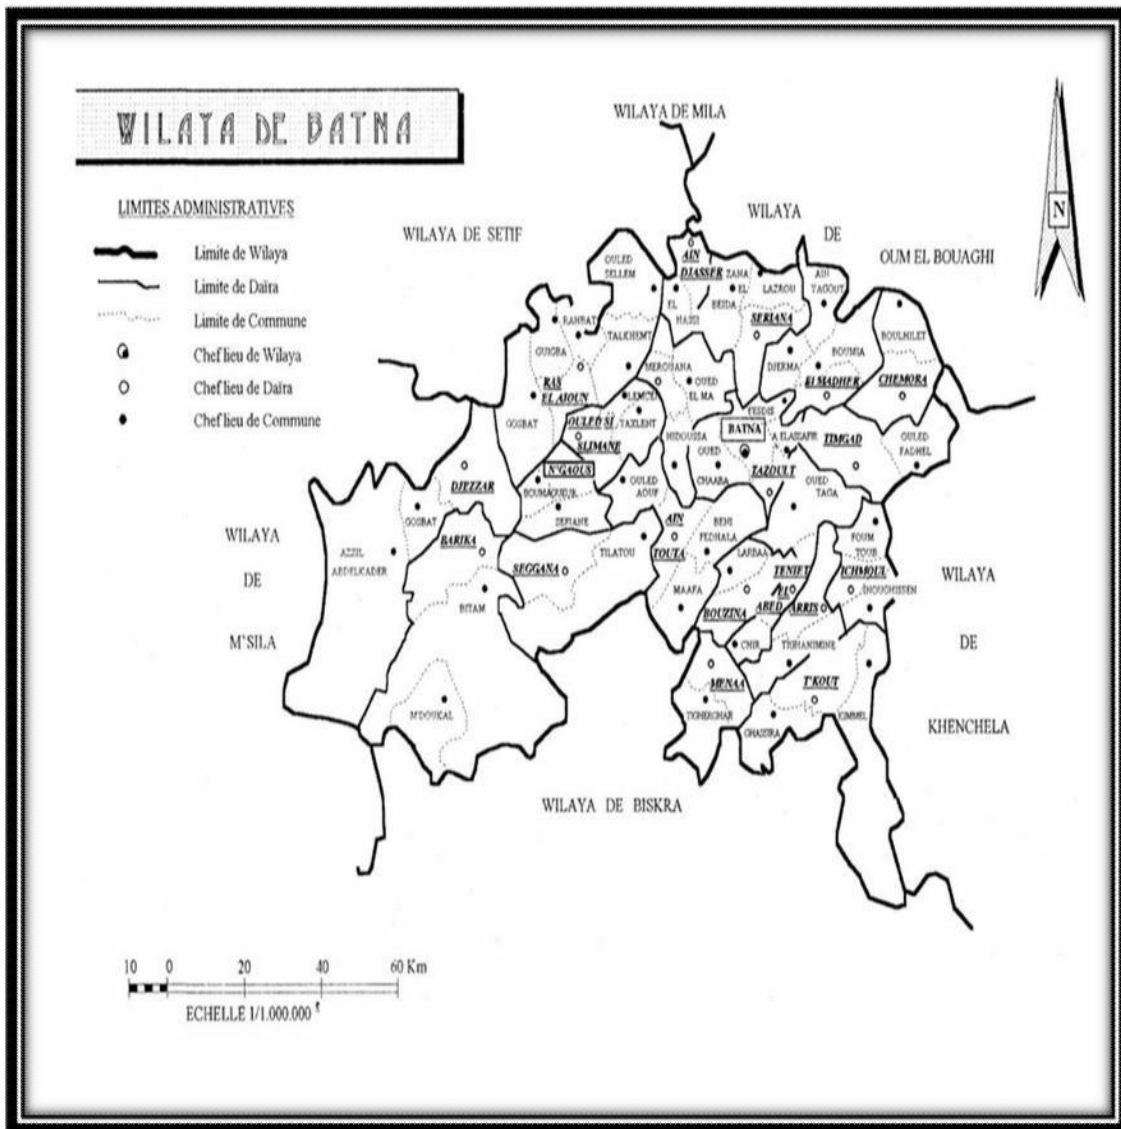 WILAYA DE BATNA
LIMITES ADMINISTRATIVES
Limite de Wilaya
Limite de Daïra
Limite de Commune
Chef lieu de Wilaya
Chef lieu de Daïra
Chef lieu de Commune
WILAYA DE MILA
WILAYA DE SETIF
WILAYA
DE
OUM EL BOUAGHI
N
OULED
SELLEM
AIN
DJASSER
ZANA
EL
BEIDA
LAZROU
AIN
YAGOUT
EL
HASSI
SERIANA
RAHBAT
TALKHEMT
GUIGBA
BOULHILET
BOUMIA
DJERMA
MEROUANA
RAS
EL AIOUN
OUED
EL MA
ELMADHER
CHEMORA
LEMCEN
TAXLENT
GOSBAT
OULED SI
SLIMANE
FESDIS
BATNA
HIDOUSSA
OUED
CHAABA
ELASSAFIR
TIMGAD
OULED
FADHEL
N'GAOUS
TAZOULT
DJEZZAR
BOUMAGUEUR
OULED
AOUF
OUED
TAGA
GOSBAT
SEFIANE
AIN
TOUTA
BENI
FEDHALA
FOUM
TOUB
WILAYA
DE
M'SILA
AZZIL
ABDELKADER
BARIKA
TILATOU
SEGGANA
LARBAA
TENIET
EL
ABED
ICHMOUL
INOUGHISSEN
WILAYA
DE
KHENCHELA
BITAM
MAAFA
BOUZINA
ARRIS
CHIR
TIGHANIMINE
MENAA
T'KOUT
M'DOUKAL
TIGHERGHAR
GHASSIRA
KIMMEL
WILAYA DE BISKRA
10 0 20 40 60 Km
ECHELLE 1/1.000.000